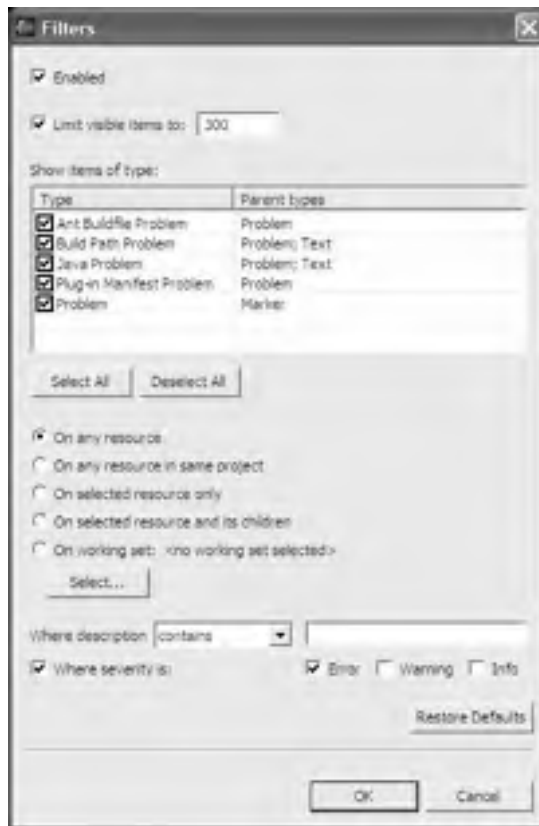 Filters
Enabled
Limit visible items to: 300
Show items of type:
Type Parent types
Ant Buildfile Problem Problem
Build Path Problem Problem; Text
Java Problem Problem; Text
Plug-in Manifest Problem Problem
Problem Marker
Select All Deselect All
On any resource
On any resource in same project
On selected resource only
On selected resource and its children
On working set: <no working set selected>
Select...
Where description contains
Where severity is: Error Warning Info
Restore Defaults
OK Cancel